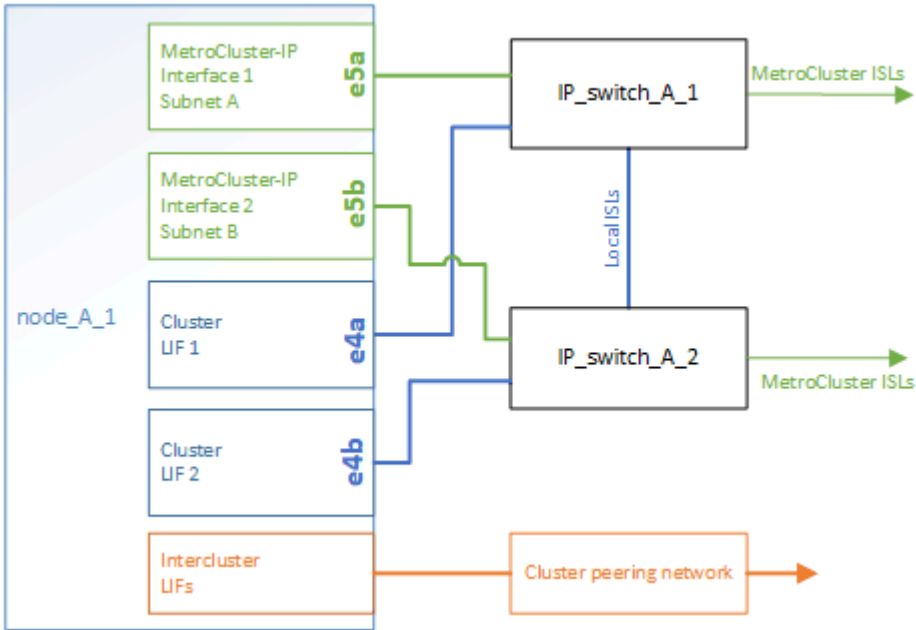 node_A_1
MetroCluster-IP
Interface 1
Subnet A
e5a
MetroCluster-IP
Interface 2
Subnet B
e5b
Cluster
LIF 1
e4a
Cluster
LIF 2
e4b
Intercluster
LIFs
IP_switch_A_1
MetroCluster ISLs
Local ISLs
IP_switch_A_2
MetroCluster ISLs
Cluster peering network